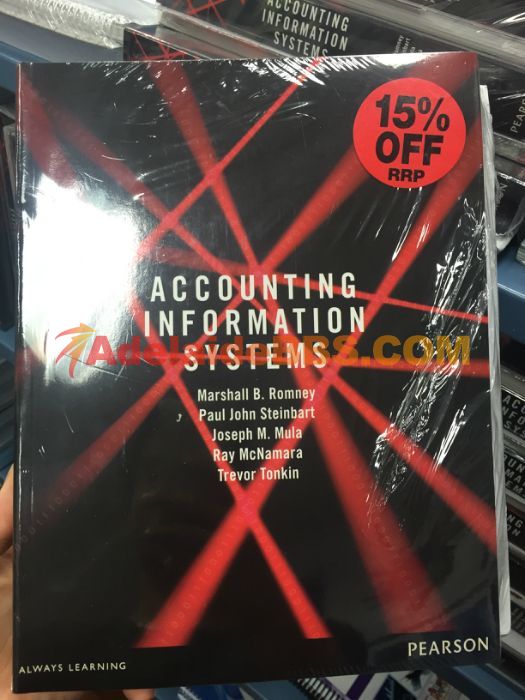 ACCOUNTING
INFORMATION
SYSTEMS
15%
OFF
RRP
ACCOUNTING
INFORMATION
SYSTEMS
AdelaideBBS.COM
Marshall B. Romney
Paul John Steinbart
Joseph M. Mula
Ray McNamara
Trevor Tonkin
ALWAYS LEARNING
PEARSON